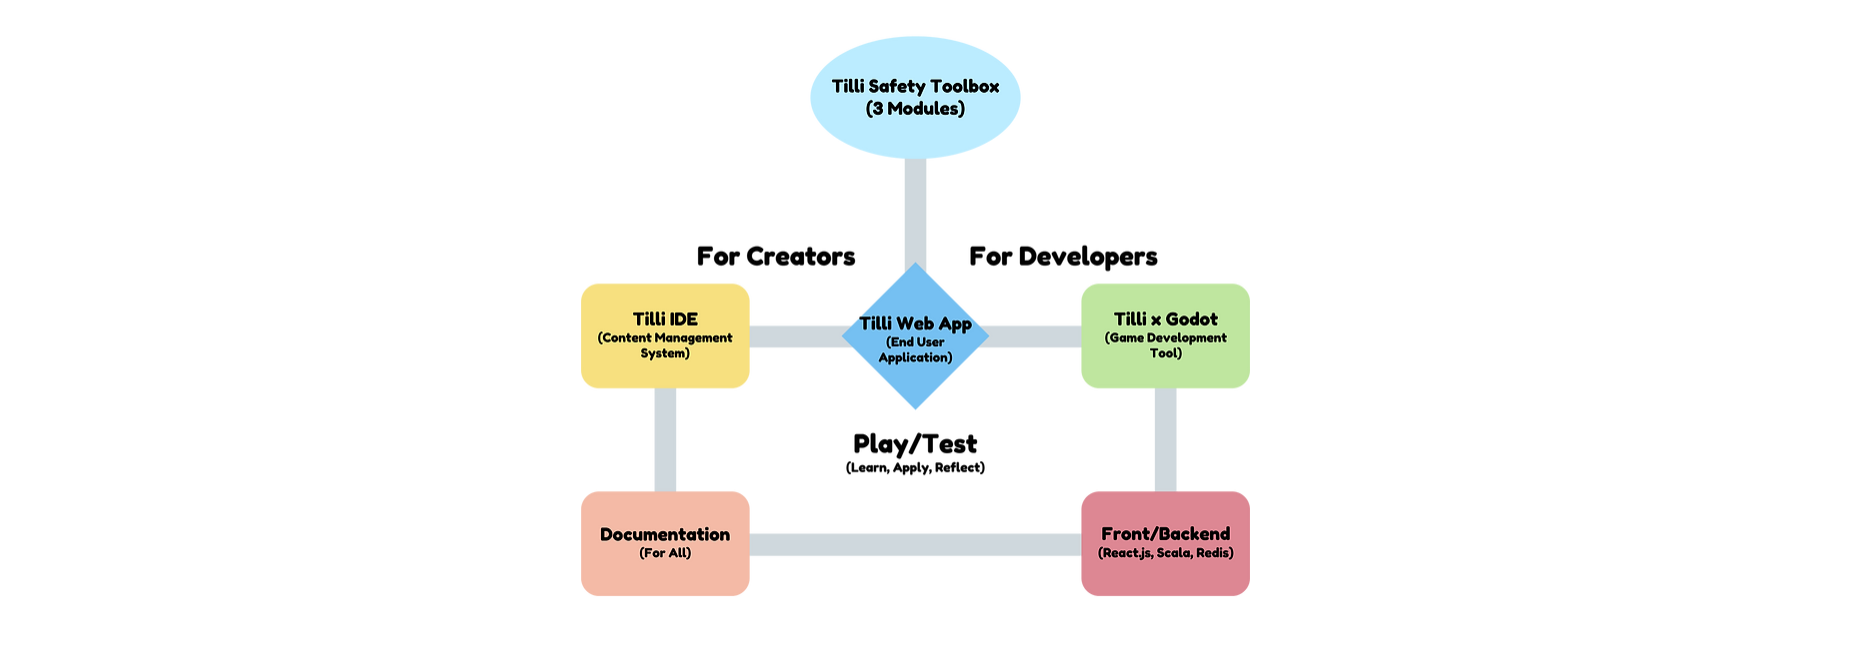 Tilli Safety Toolbox
(3 Modules)
For Creators
For Developers
Tilli IDE
(Content Management
System)
Tilli Web App
(End User
Application)
Tilli x Godot
(Game Development
Tool)
Play/Test
(Learn, Apply, Reflect)
Documentation
(For All)
Front/Backend
(React.js, Scala, Redis)